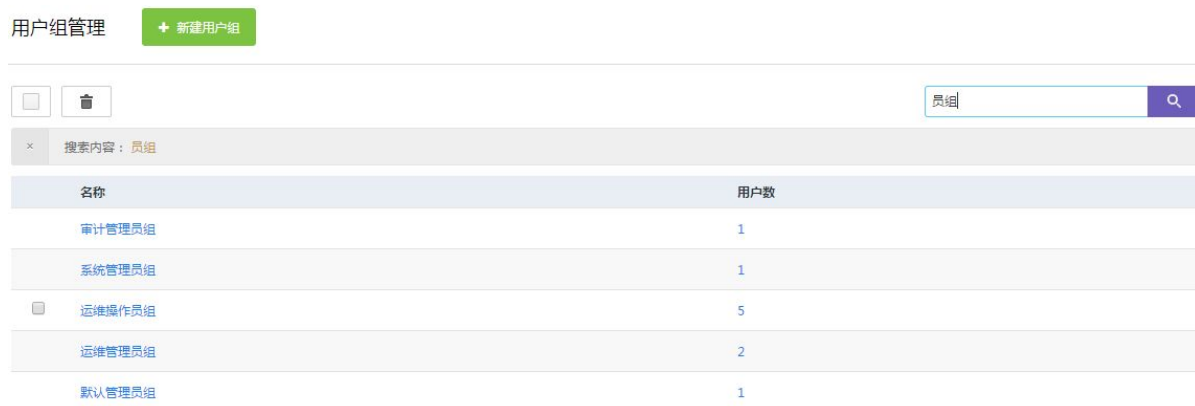 用户组管理 + 新建用户组
员组
× 搜索内容： 员组
名称 用户数
审计管理员组 1
系统管理员组 1
运维操作员组 5
运维管理员组 2
默认管理员组 1